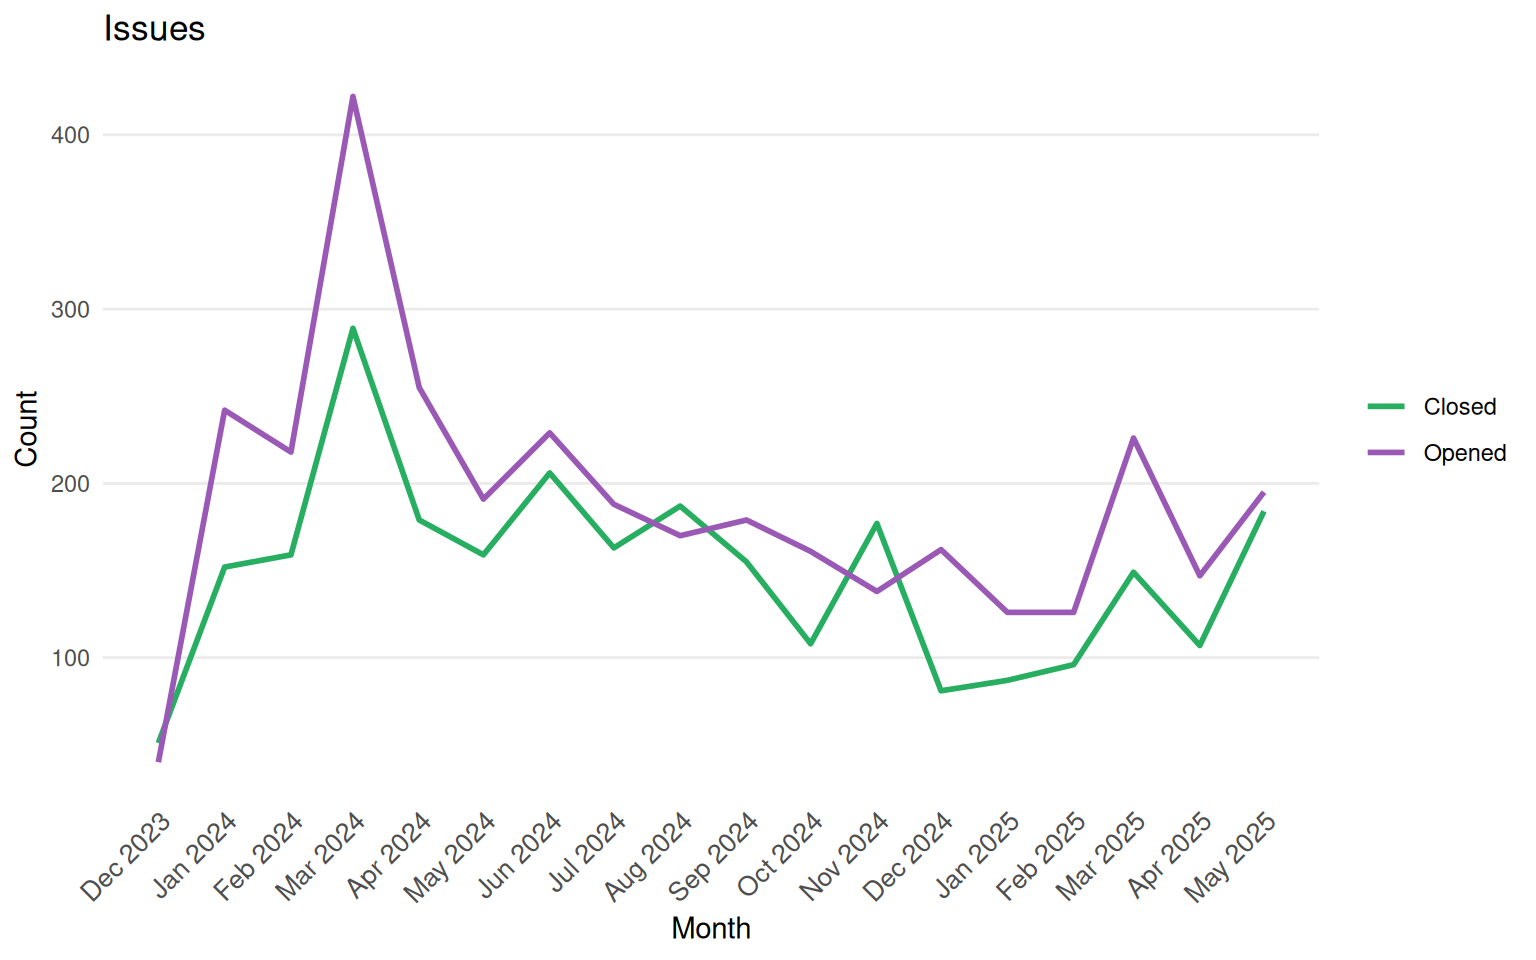 Issues
400
300
200
100
Count
Closed
Opened
Dec 2023
Jan 2024
Feb 2024
Mar 2024
Apr 2024
May 2024
Jun 2024
Jul 2024
Aug 2024
Sep 2024
Oct 2024
Nov 2024
Dec 2024
Jan 2025
Feb 2025
Mar 2025
Apr 2025
May 2025
Month